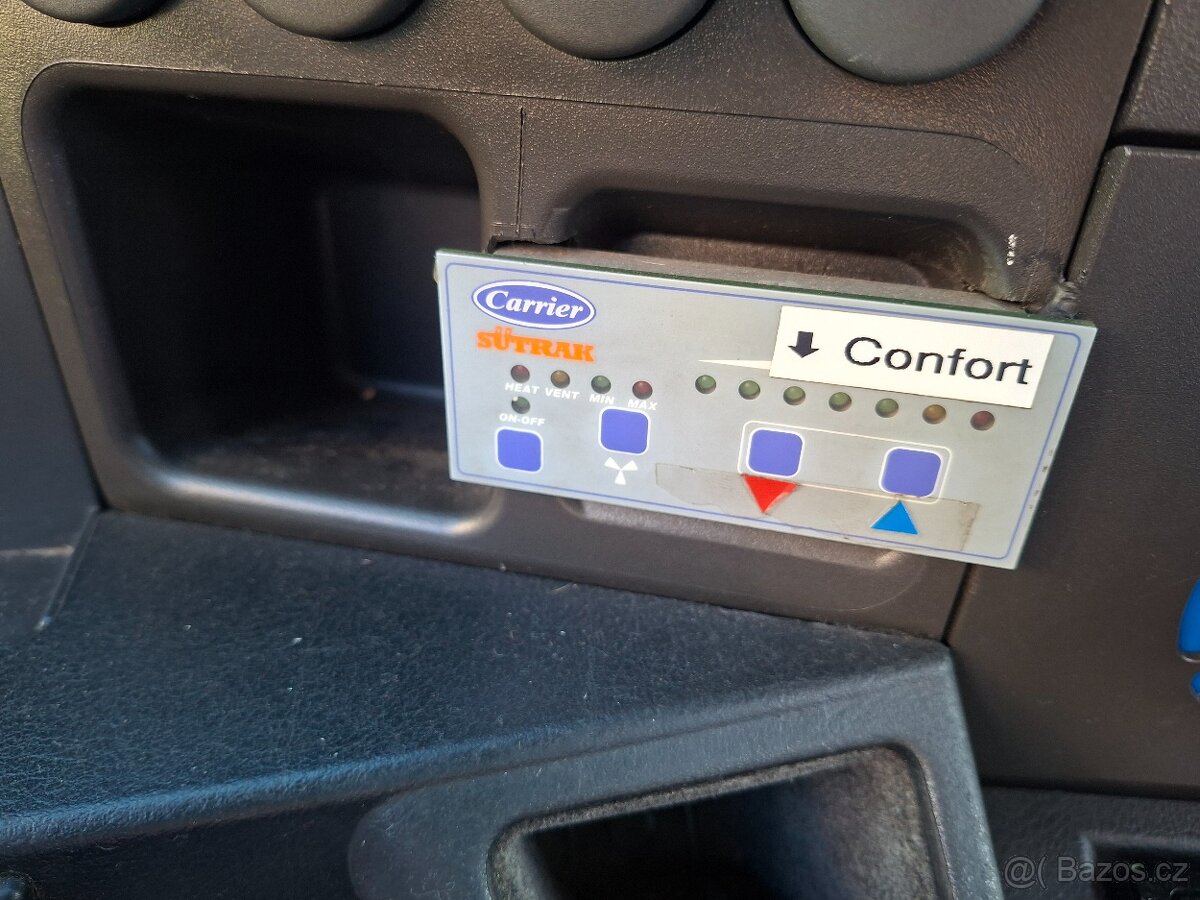 Carrier
SÜTRAK
↓ Confort
HEAT VENT MIN MAX
ON-OFF
@( Bazos.cz